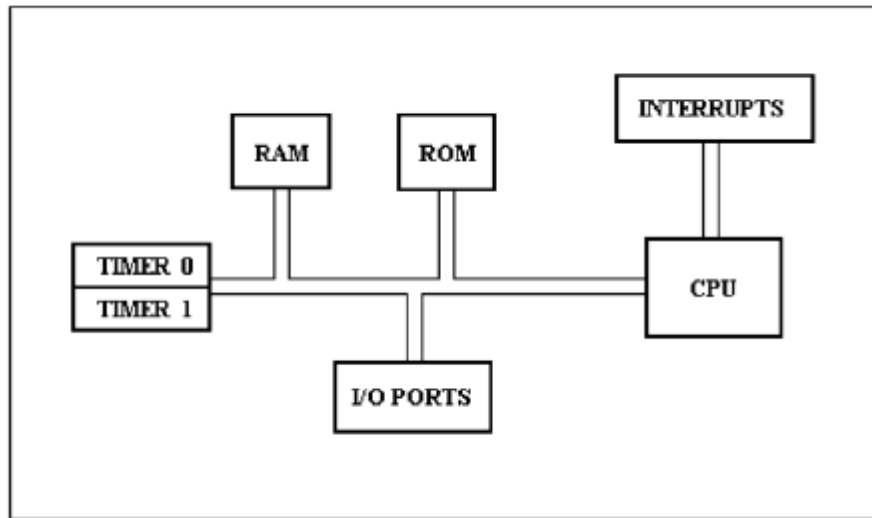 INTERRUPTS
RAM
ROM
TIMER 0
TIMER 1
CPU
I/O PORTS